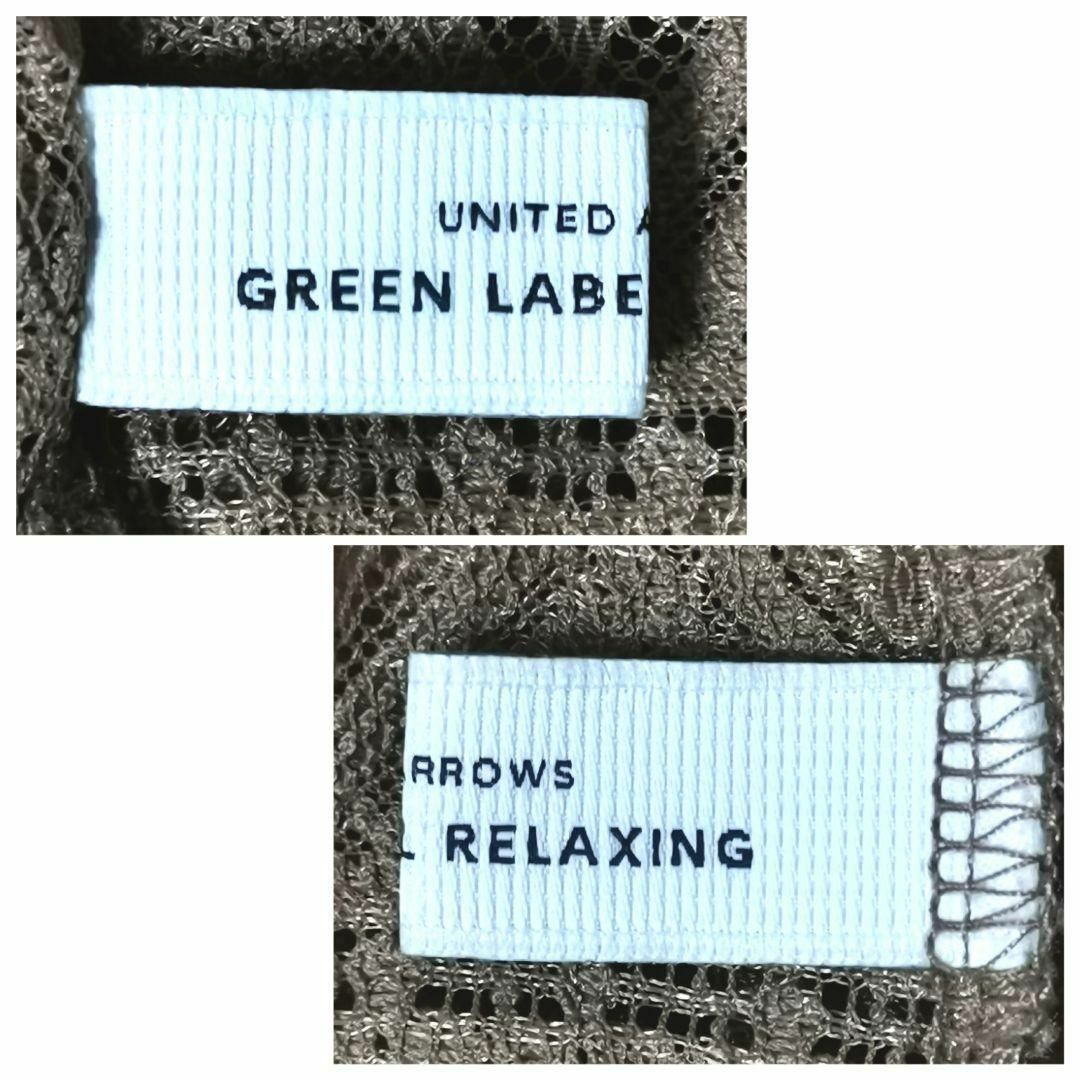 UNITED A
GREEN LABE
RROWS
L RELAXING